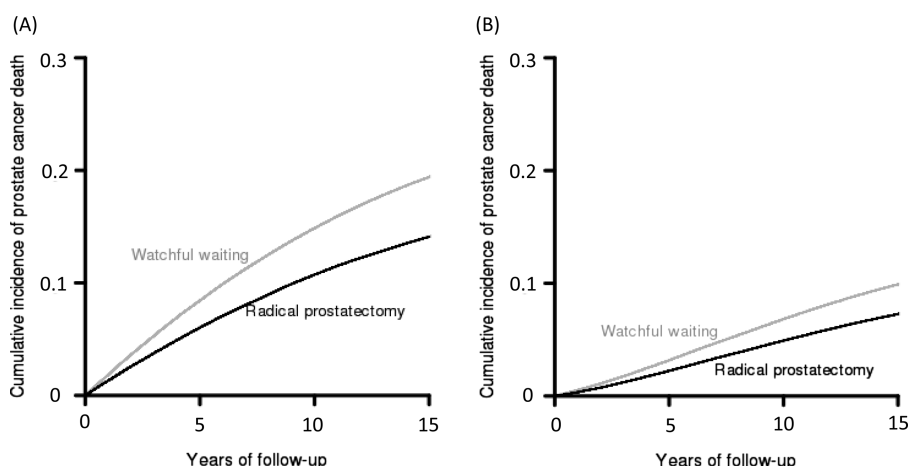 (A)
Cumulative incidence of prostate cancer death
0.3
0.2
0.1
0
Watchful waiting
Radical prostatectomy
0 5 10 15
Years of follow-up
(B)
Cumulative incidence of prostate cancer death
0.3
0.2
0.1
0
Watchful waiting
Radical prostatectomy
0 5 10 15
Years of follow-up